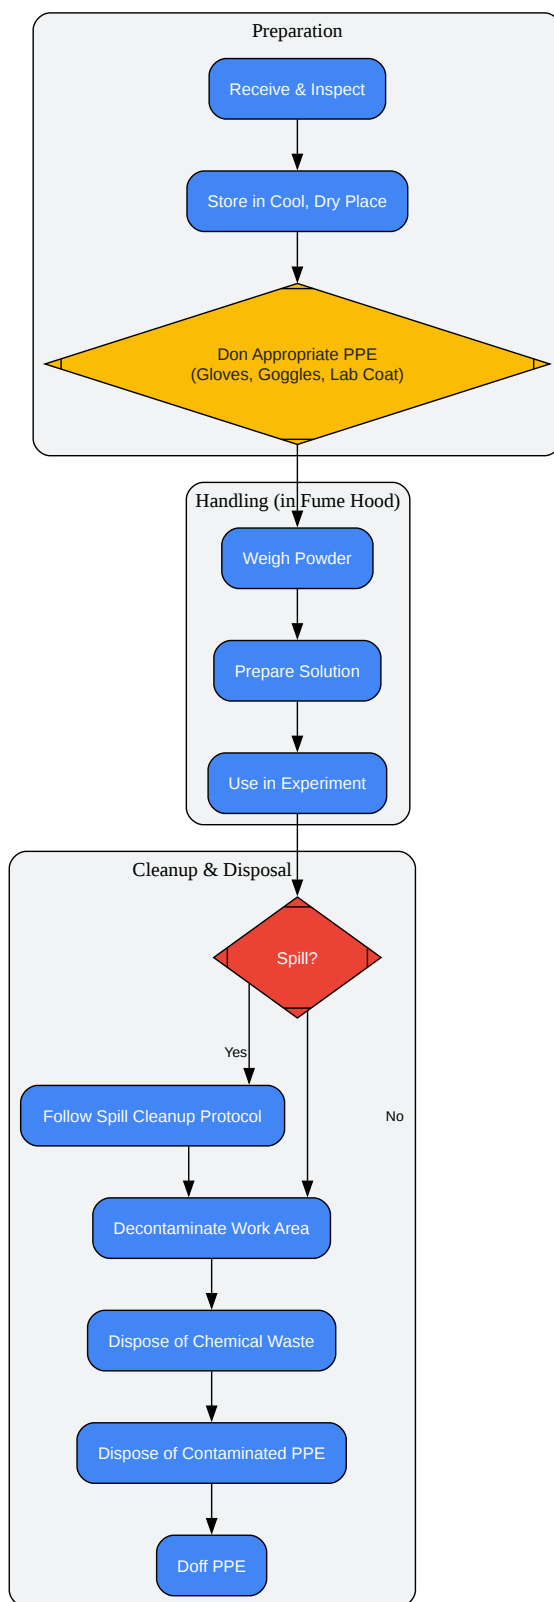 Preparation
Receive & Inspect
Store in Cool, Dry Place
Don Appropriate PPE
(Gloves, Goggles, Lab Coat)
Handling (in Fume Hood)
Weigh Powder
Prepare Solution
Use in Experiment
Cleanup & Disposal
Spill?
Yes
Follow Spill Cleanup Protocol
No
Decontaminate Work Area
Dispose of Chemical Waste
Dispose of Contaminated PPE
Doff PPE